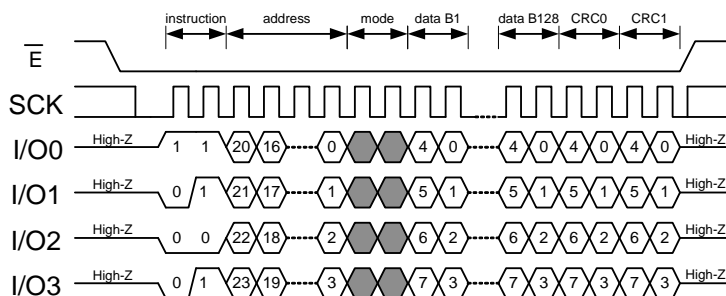 instruction address mode data B1 data B128 CRC0 CRC1
E
SCK
I/O0 High-Z 1 1 20 16 0 4 0 4 0 4 0 4 0 High-Z
I/O1 High-Z 0 1 21 17 1 5 1 5 1 5 1 5 1 High-Z
I/O2 High-Z 0 0 22 18 2 6 2 6 2 6 2 6 2 High-Z
I/O3 High-Z 0 1 23 19 3 7 3 7 3 7 3 7 3 High-Z